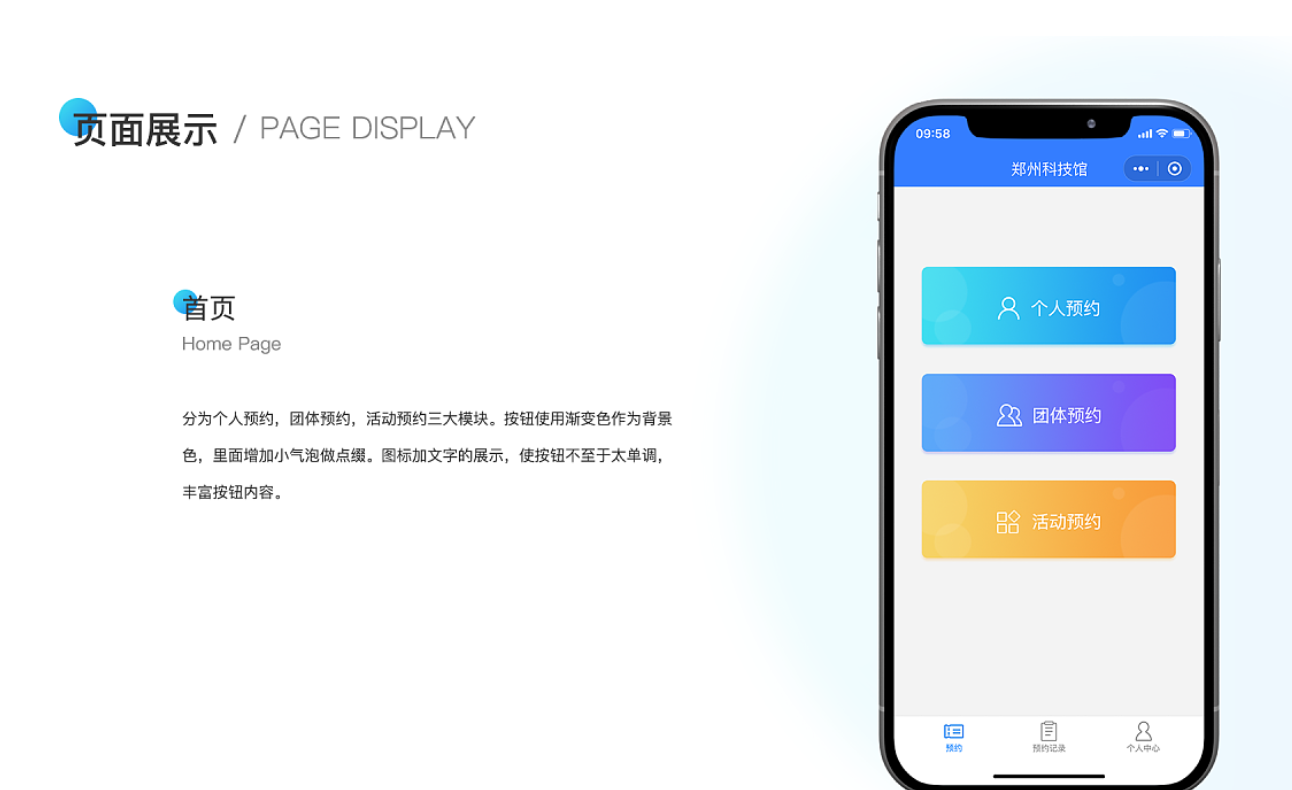 页面展示 / PAGE DISPLAY
首页
Home Page
分为个人预约，团体预约，活动预约三大模块。按钮使用渐变色作为背景
色，里面增加小气泡做点缀。图标加文字的展示，使按钮不至于太单调，
丰富按钮内容。
09:58
郑州科技馆
个人预约
团体预约
活动预约
预约 预约记录 个人中心